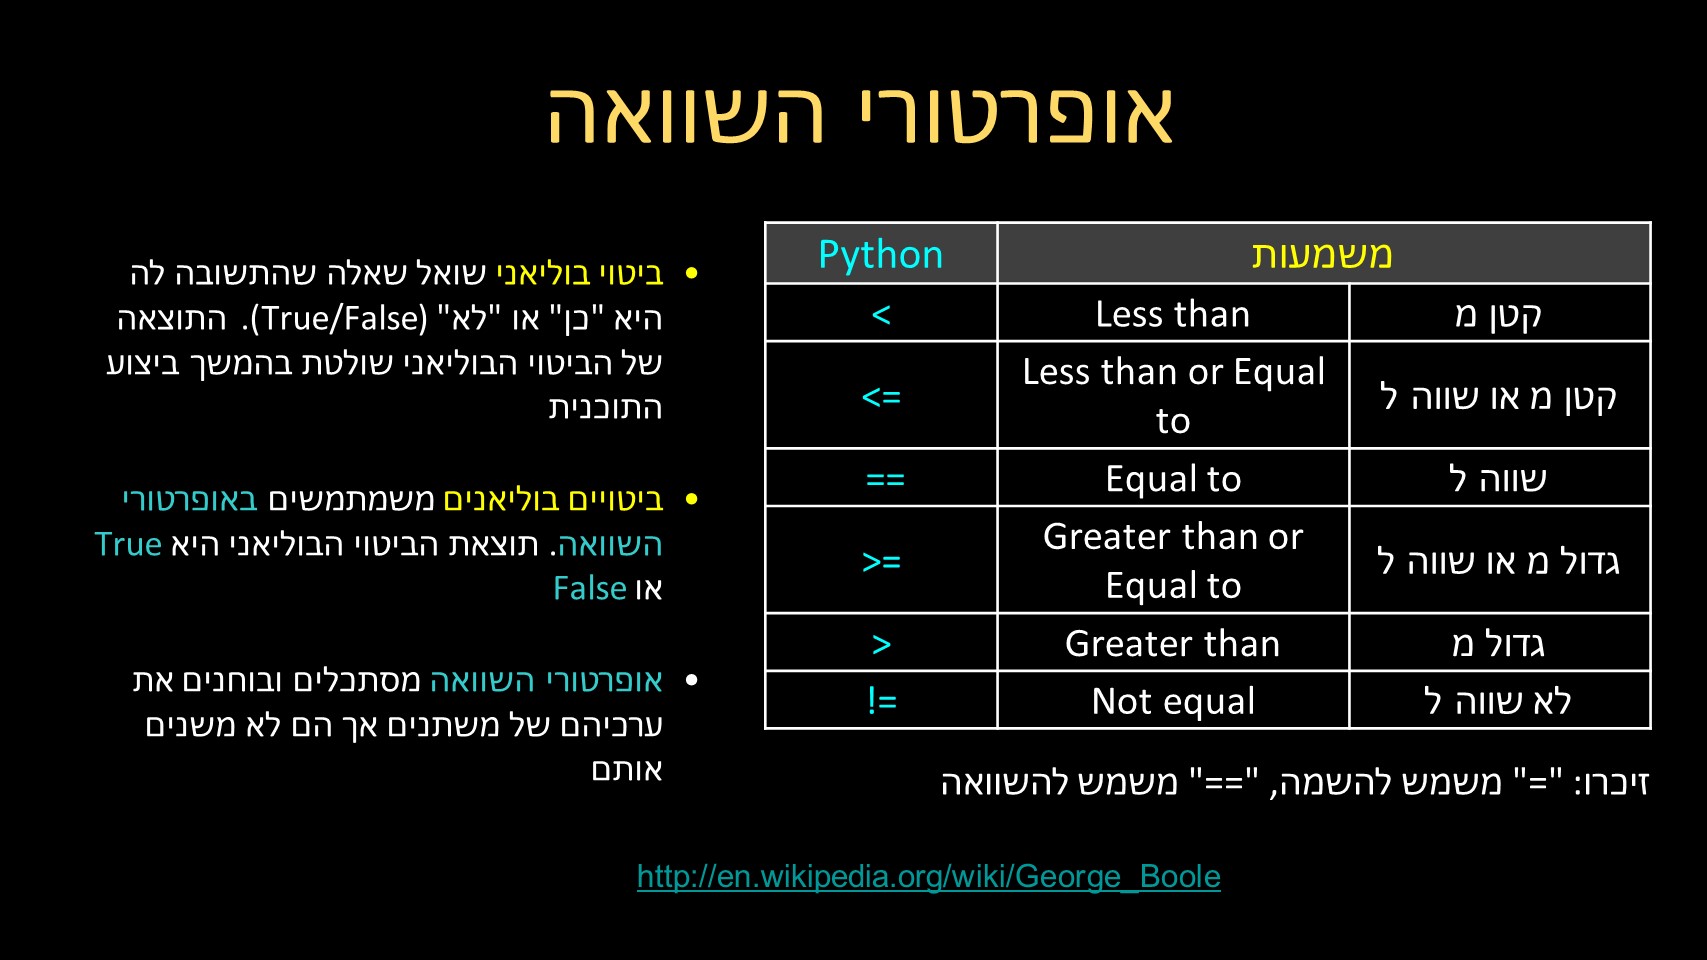 אופרטורי השוואה
ביטוי בוליאני שואל שאלה שהתשובה לה
היא "כן" או "לא" (True/False). התוצאה
של הביטוי הבוליאני שולטת בהמשך ביצוע
התוכנית
ביטויים בוליאנים משמתמשים באופרטורי
השוואה. תוצאת הביטוי הבוליאני היא True
או False
אופרטורי השוואה מסתכלים ובוחנים את
ערכיהם של משתנים אך הם לא משנים
אותם
Python משמעות
< Less than קטן מ
<= Less than or Equal to קטן מ או שווה ל
== Equal to שווה ל
>= Greater than or Equal to גדול מ או שווה ל
> Greater than גדול מ
!= Not equal לא שווה ל
זיכרו: "=" משמש להשמה, "==" משמש להשוואה
http://en.wikipedia.org/wiki/George_Boole